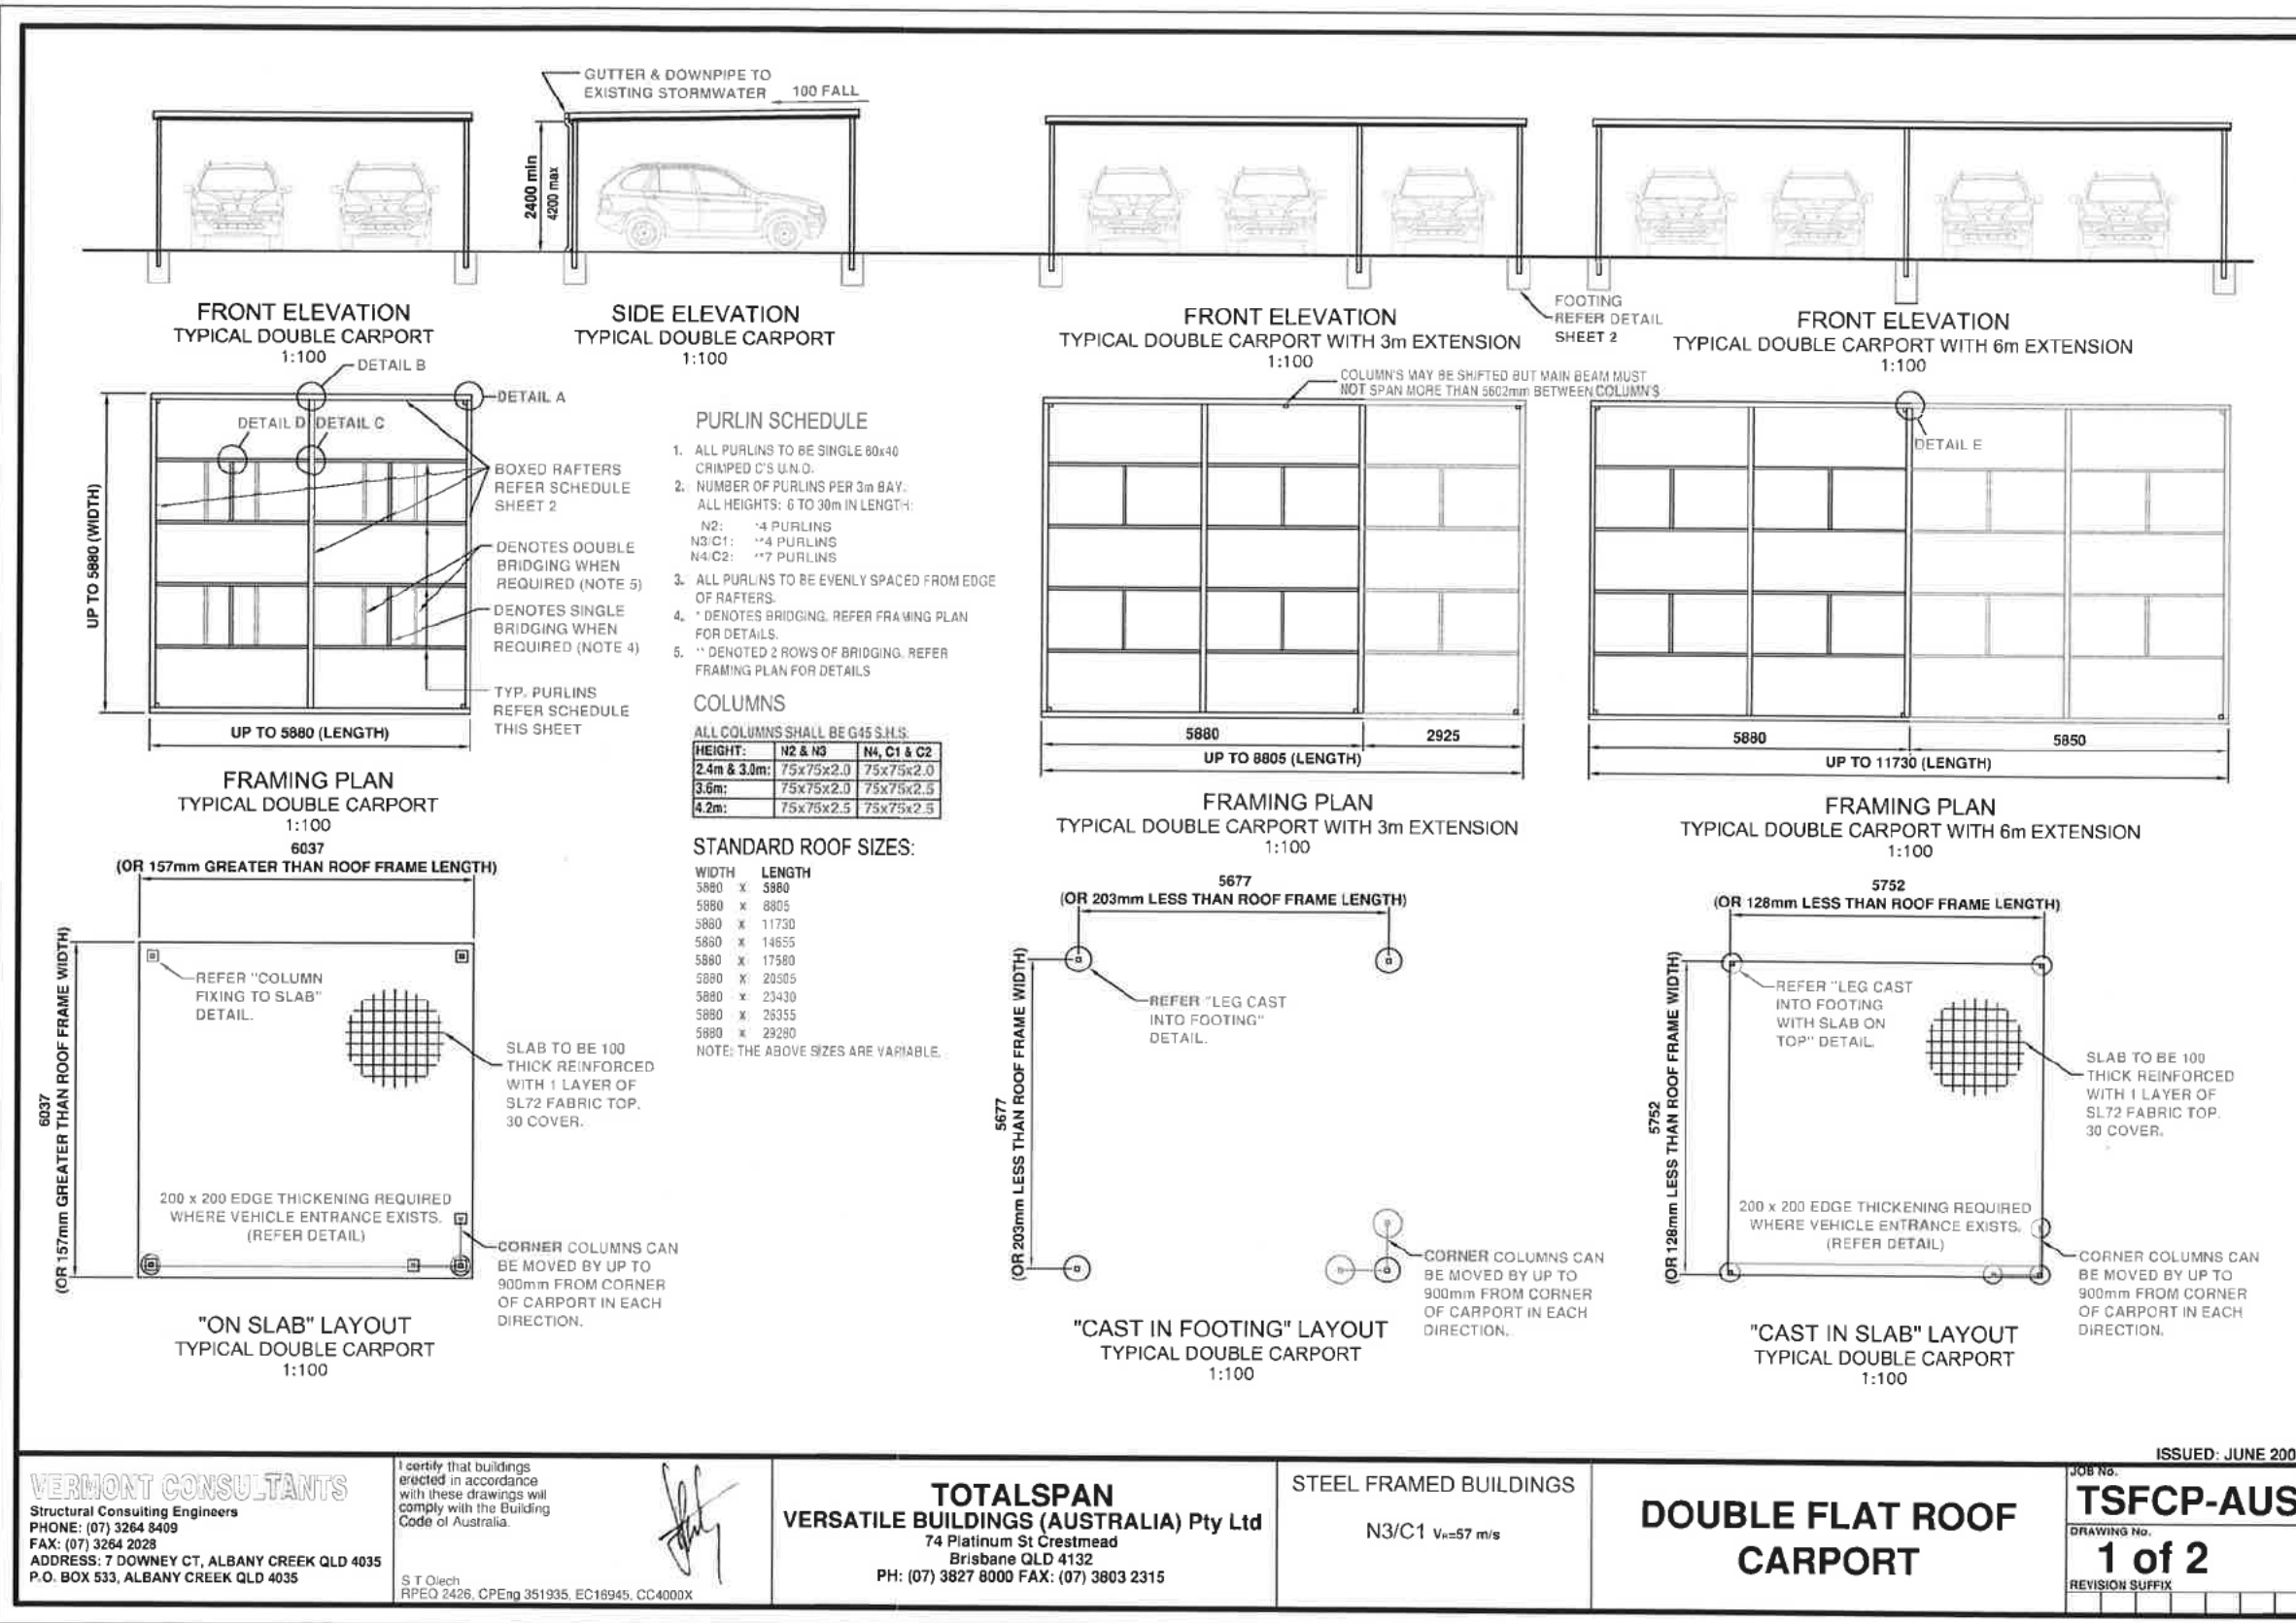 GUTTER & DOWNPIPE TO
EXISTING STORMWATER
100 FALL
2400 min
4200 max
FRONT ELEVATION
TYPICAL DOUBLE CARPORT
1:100
SIDE ELEVATION
TYPICAL DOUBLE CARPORT
1:100
FRONT ELEVATION
TYPICAL DOUBLE CARPORT WITH 3m EXTENSION
1:100
FOOTING
REFER DETAIL
SHEET 2
FRONT ELEVATION
TYPICAL DOUBLE CARPORT WITH 6m EXTENSION
1:100
DETAIL B
DETAIL A
DETAIL D
DETAIL C
BOXED RAFTERS
REFER SCHEDULE
SHEET 2
DENOTES DOUBLE
BRIDGING WHEN
REQUIRED (NOTE 5)
DENOTES SINGLE
BRIDGING WHEN
REQUIRED (NOTE 4)
TYP. PURLINS
REFER SCHEDULE
THIS SHEET
UP TO 5880 (WIDTH)
UP TO 5880 (LENGTH)
FRAMING PLAN
TYPICAL DOUBLE CARPORT
1:100
PURLIN SCHEDULE
1. ALL PURLINS TO BE SINGLE 80x40
CRIMPED C'S U.N.O.
2. NUMBER OF PURLINS PER 3m BAY.
ALL HEIGHTS: 6 TO 30m IN LENGTH:
N2: *4 PURLINS
N3/C1: **4 PURLINS
N4/C2: **7 PURLINS
3. ALL PURLINS TO BE EVENLY SPACED FROM EDGE
OF RAFTERS.
4. * DENOTES BRIDGING. REFER FRAMING PLAN
FOR DETAILS.
5. ** DENOTED 2 ROWS OF BRIDGING. REFER
FRAMING PLAN FOR DETAILS
COLUMNS
ALL COLUMNS SHALL BE G45 S.H.S.
HEIGHT: N2 & N3 N4, C1 & C2
2.4m & 3.0m: 75x75x2.0 75x75x2.0
3.6m: 75x75x2.0 75x75x2.5
4.2m: 75x75x2.5 75x75x2.5
STANDARD ROOF SIZES:
WIDTH LENGTH
5880 x 5880
5880 x 8805
5880 x 11730
5880 x 14655
5880 x 17580
5880 x 20505
5880 x 23430
5880 x 26355
5880 x 29280
NOTE: THE ABOVE SIZES ARE VARIABLE.
COLUMN'S MAY BE SHIFTED BUT MAIN BEAM MUST
NOT SPAN MORE THAN 5602mm BETWEEN COLUMN'S
5880
2925
UP TO 8805 (LENGTH)
FRAMING PLAN
TYPICAL DOUBLE CARPORT WITH 3m EXTENSION
1:100
DETAIL E
5880
5850
UP TO 11730 (LENGTH)
FRAMING PLAN
TYPICAL DOUBLE CARPORT WITH 6m EXTENSION
1:100
6037
(OR 157mm GREATER THAN ROOF FRAME LENGTH)
6037
(OR 157mm GREATER THAN ROOF FRAME WIDTH)
REFER "COLUMN
FIXING TO SLAB"
DETAIL.
SLAB TO BE 100
THICK REINFORCED
WITH 1 LAYER OF
SL72 FABRIC TOP.
30 COVER.
200 x 200 EDGE THICKENING REQUIRED
WHERE VEHICLE ENTRANCE EXISTS.
(REFER DETAIL)
CORNER COLUMNS CAN
BE MOVED BY UP TO
900mm FROM CORNER
OF CARPORT IN EACH
DIRECTION.
"ON SLAB" LAYOUT
TYPICAL DOUBLE CARPORT
1:100
5677
(OR 203mm LESS THAN ROOF FRAME LENGTH)
5677
(OR 203mm LESS THAN ROOF FRAME WIDTH)
REFER "LEG CAST
INTO FOOTING"
DETAIL.
CORNER COLUMNS CAN
BE MOVED BY UP TO
900mm FROM CORNER
OF CARPORT IN EACH
DIRECTION.
"CAST IN FOOTING" LAYOUT
TYPICAL DOUBLE CARPORT
1:100
5752
(OR 128mm LESS THAN ROOF FRAME LENGTH)
5752
(OR 128mm LESS THAN ROOF FRAME WIDTH)
REFER "LEG CAST
INTO FOOTING
WITH SLAB ON
TOP" DETAIL
SLAB TO BE 100
THICK REINFORCED
WITH 1 LAYER OF
SL72 FABRIC TOP.
30 COVER.
200 x 200 EDGE THICKENING REQUIRED
WHERE VEHICLE ENTRANCE EXISTS.
(REFER DETAIL)
CORNER COLUMNS CAN
BE MOVED BY UP TO
900mm FROM CORNER
OF CARPORT IN EACH
DIRECTION.
"CAST IN SLAB" LAYOUT
TYPICAL DOUBLE CARPORT
1:100
ISSUED: JUNE 200
VERMONT CONSULTANTS
Structural Consulting Engineers
PHONE: (07) 3264 8409
FAX: (07) 3264 2028
ADDRESS: 7 DOWNEY CT, ALBANY CREEK QLD 4035
P.O. BOX 533, ALBANY CREEK QLD 4035
I certify that buildings
erected in accordance
with these drawings will
comply with the Building
Code of Australia.
S T Olech
RPEQ 2426, CPEng 351935, EC16945, CC4000X
TOTALSPAN
VERSATILE BUILDINGS (AUSTRALIA) Pty Ltd
74 Platinum St Crestmead
Brisbane QLD 4132
PH: (07) 3827 8000 FAX: (07) 3803 2315
STEEL FRAMED BUILDINGS
N3/C1 VR=57 m/s
DOUBLE FLAT ROOF
CARPORT
JOB No.
TSFCP-AUS
DRAWING No.
1 of 2
REVISION SUFFIX